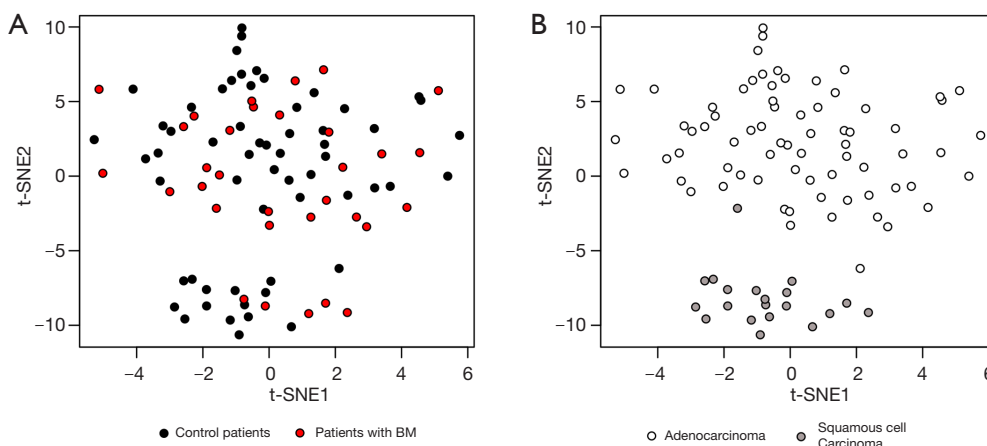 A
10
5
0
−5
−10
t-SNE2
−4 −2 0 2 4 6
t-SNE1
Control patients Patients with BM
B
10
5
0
−5
−10
t-SNE2
−4 −2 0 2 4 6
t-SNE1
Adenocarcinoma Squamous cell
Carcinoma